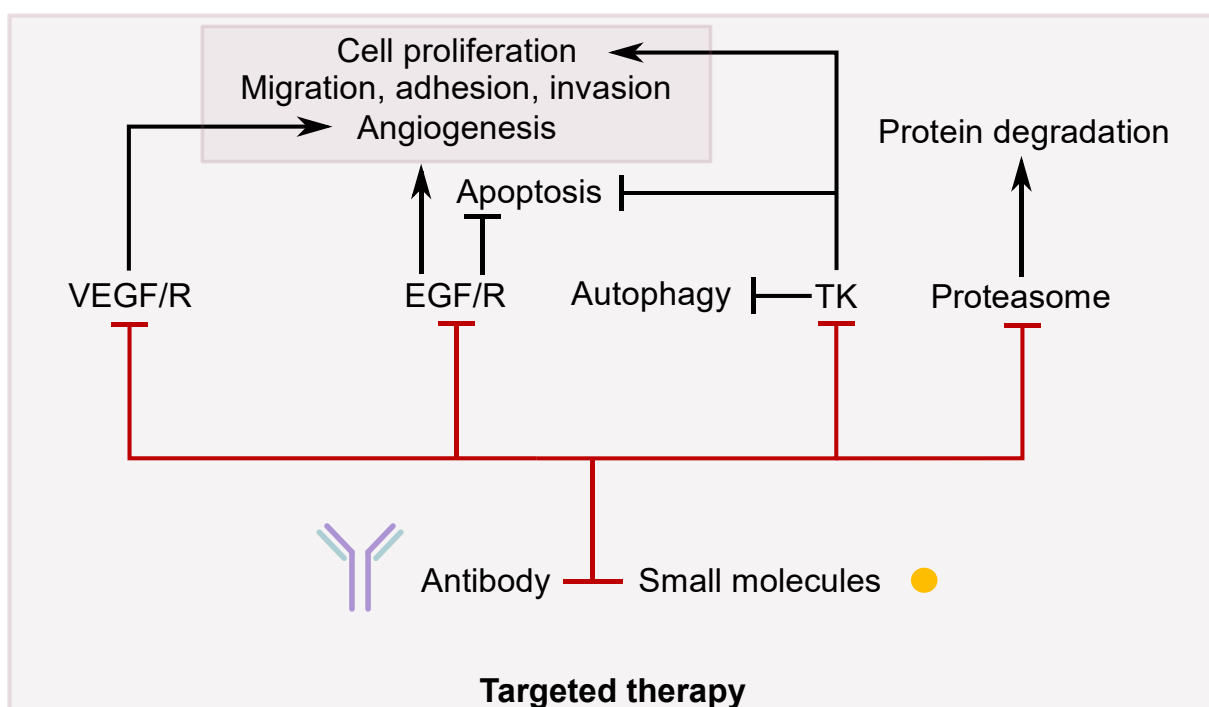 Cell proliferation
Migration, adhesion, invasion
Angiogenesis
Protein degradation
Apoptosis
VEGF/R
EGF/R
Autophagy
TK
Proteasome
Antibody
Small molecules
Targeted therapy